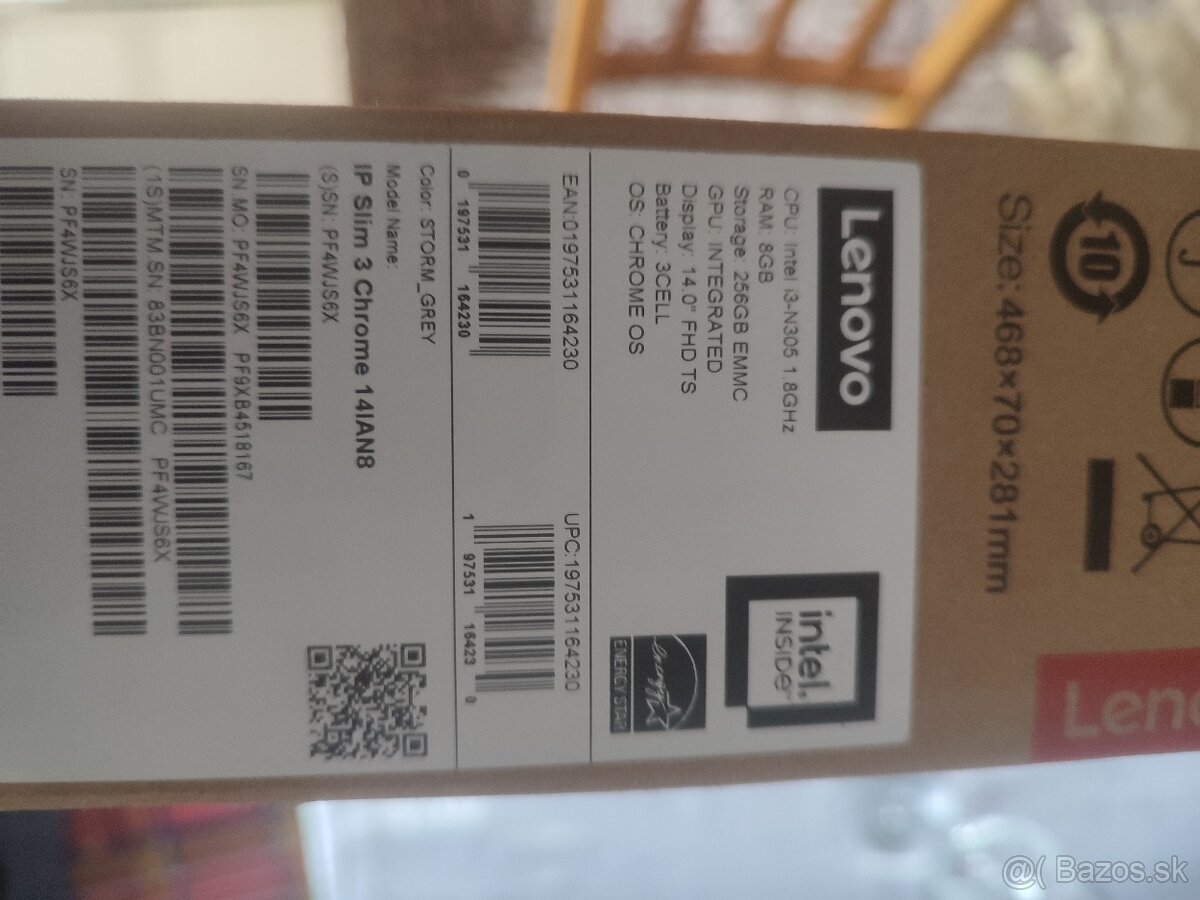 Size: 468×70×281mm
10
Lenovo
CPU: Intel i3-N305 1.8GHz
RAM: 8GB
Storage: 256GB EMMC
GPU: INTEGRATED
Display: 14.0" FHD TS
Battery: 3CELL
OS: CHROME OS
intel.
INSIDE™
energy
ENERGY STAR
EAN:0197531164230
0 197531 164230
UPC:197531164230
1 97531 16423 0
Color: STORM_GREY
Model Name:
IP Slim 3 Chrome 14IAN8
(S)SN: PF4WJS6X
SN.MO: PF4WJS6X PF9XB4518167
(1S)MTM.SN: 83BN001UMC PF4WJS6X
SN: PF4WJS6X
@( Bazos.sk